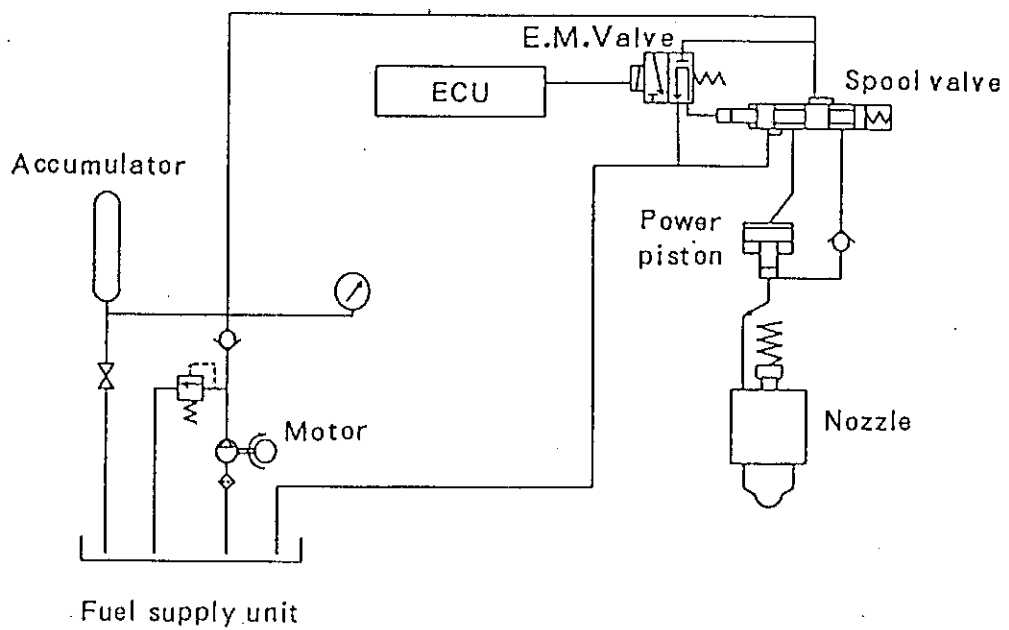 E.M.Valve
Spool valve
ECU
Accumulator
Power
piston
Motor
Nozzle
Fuel supply unit